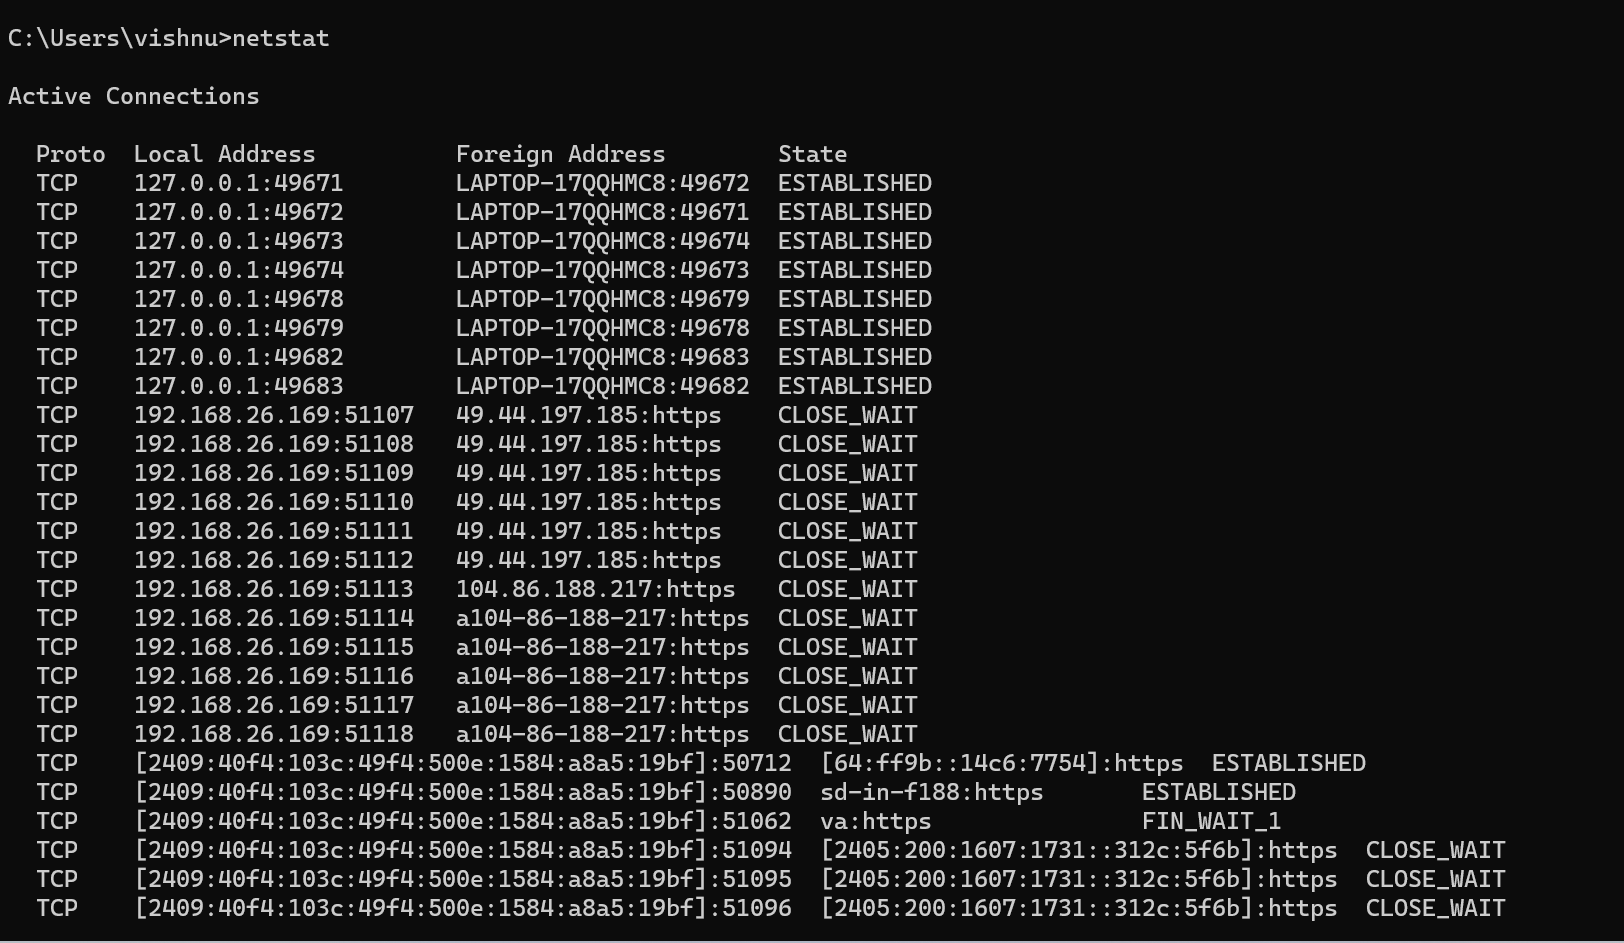 C:\Users\vishnu>netstat
Active Connections
Proto  Local Address          Foreign Address        State
TCP    127.0.0.1:49671        LAPTOP-17QQHMC8:49672  ESTABLISHED
TCP    127.0.0.1:49672        LAPTOP-17QQHMC8:49671  ESTABLISHED
TCP    127.0.0.1:49673        LAPTOP-17QQHMC8:49674  ESTABLISHED
TCP    127.0.0.1:49674        LAPTOP-17QQHMC8:49673  ESTABLISHED
TCP    127.0.0.1:49678        LAPTOP-17QQHMC8:49679  ESTABLISHED
TCP    127.0.0.1:49679        LAPTOP-17QQHMC8:49678  ESTABLISHED
TCP    127.0.0.1:49682        LAPTOP-17QQHMC8:49683  ESTABLISHED
TCP    127.0.0.1:49683        LAPTOP-17QQHMC8:49682  ESTABLISHED
TCP    192.168.26.169:51107   49.44.197.185:https    CLOSE_WAIT
TCP    192.168.26.169:51108   49.44.197.185:https    CLOSE_WAIT
TCP    192.168.26.169:51109   49.44.197.185:https    CLOSE_WAIT
TCP    192.168.26.169:51110   49.44.197.185:https    CLOSE_WAIT
TCP    192.168.26.169:51111   49.44.197.185:https    CLOSE_WAIT
TCP    192.168.26.169:51112   49.44.197.185:https    CLOSE_WAIT
TCP    192.168.26.169:51113   104.86.188.217:https   CLOSE_WAIT
TCP    192.168.26.169:51114   a104-86-188-217:https  CLOSE_WAIT
TCP    192.168.26.169:51115   a104-86-188-217:https  CLOSE_WAIT
TCP    192.168.26.169:51116   a104-86-188-217:https  CLOSE_WAIT
TCP    192.168.26.169:51117   a104-86-188-217:https  CLOSE_WAIT
TCP    192.168.26.169:51118   a104-86-188-217:https  CLOSE_WAIT
TCP    [2409:40f4:103c:49f4:500e:1584:a8a5:19bf]:50712  [64:ff9b::14c6:7754]:https  ESTABLISHED
TCP    [2409:40f4:103c:49f4:500e:1584:a8a5:19bf]:50890  sd-in-f188:https       ESTABLISHED
TCP    [2409:40f4:103c:49f4:500e:1584:a8a5:19bf]:51062  va:https               FIN_WAIT_1
TCP    [2409:40f4:103c:49f4:500e:1584:a8a5:19bf]:51094  [2405:200:1607:1731::312c:5f6b]:https  CLOSE_WAIT
TCP    [2409:40f4:103c:49f4:500e:1584:a8a5:19bf]:51095  [2405:200:1607:1731::312c:5f6b]:https  CLOSE_WAIT
TCP    [2409:40f4:103c:49f4:500e:1584:a8a5:19bf]:51096  [2405:200:1607:1731::312c:5f6b]:https  CLOSE_WAIT